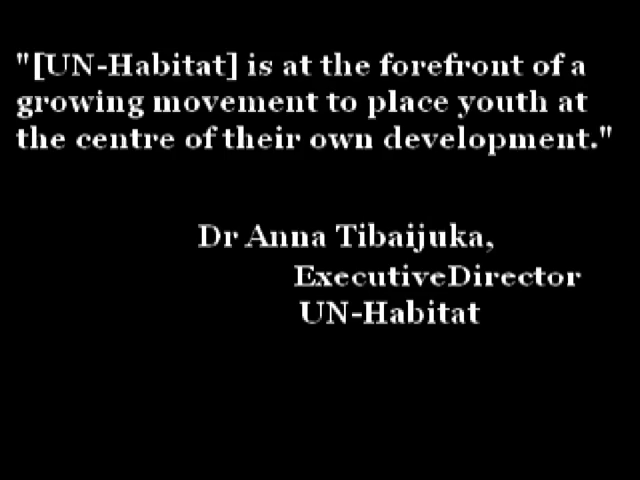 "[UN-Habitat] is at the forefront of a
growing movement to place youth at
the centre of their own development."
Dr Anna Tibaijuka,
ExecutiveDirector
UN-Habitat